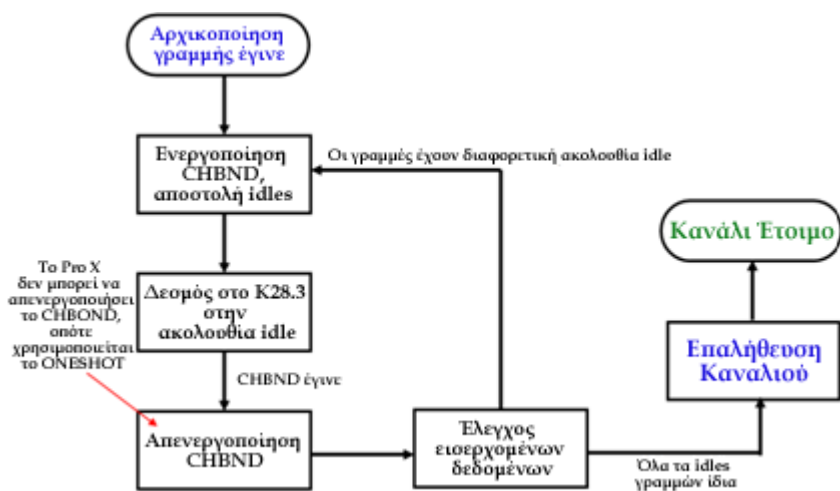 Αρχικοποίηση
γραμμής έγινε
Ενεργοποίηση
CHBND,
αποστολή idles
Οι γραμμές έχουν διαφορετική ακολουθία idle
Κανάλι Έτοιμο
Το Pro X
δεν μπορεί να
απενεργοποιήσει
το CHBOND,
οπότε
χρησιμοποιείται
το ONESHOT
Δεσμός στο K28.3
στην
ακολουθία idle
Επαλήθευση
Καναλιού
CHBND έγινε
Απενεργοποίηση
CHBND
Έλεγχος
εισερχομένων
δεδομένων
Όλα τα idles
γραμμών ίδια